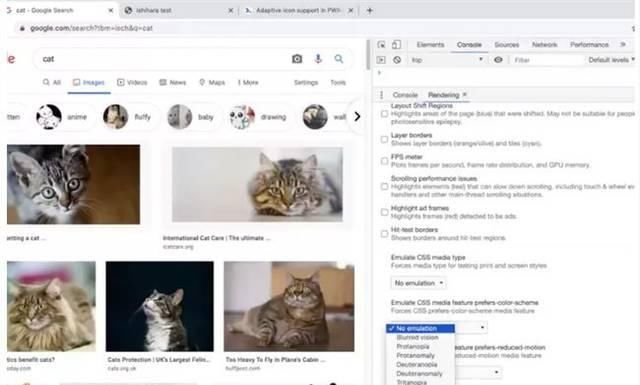 cat - Google Search
Ishihara test
Adaptive icon support in PWA
google.com/search?tbm=isch&q=cat
cat
All
Images
Videos
News
Maps
More
Settings
Tools
anime
fluffy
baby
drawing
International Cat Care | The ultimate ...
icatcare.org
tics benefit cats?
Cats Protection | UK's Largest Felin...
cats.org.uk
Too Heavy To Fly in Plane's Cabin ...
huffpost.com
Elements
Console
Sources
Network
Performance
top
Filter
Default levels
Console
Rendering
Layout Shift Regions
Highlights areas of the page (blue) that were shifted. May not be suitable for people
photosensitive epilepsy.
Layer borders
Shows layer borders (orange/olive) and tiles (cyan).
FPS meter
Plots frames per second, frame rate distribution, and GPU memory.
Scrolling performance issues
Highlights elements (teal) that can slow down scrolling, including touch & wheel ev
handlers and other main-thread scrolling situations.
Highlight ad frames
Highlights frames (red) detected to be ads.
Hit-test borders
Shows borders around hit-test regions.
Emulate CSS media type
Forces media type for testing print and screen styles
No emulation
Emulate CSS media feature prefers-color-scheme
Forces CSS prefers-color-scheme media feature
No emulation
Blurred vision
Protanopia
Protanomaly
Deuteranopia
Deuteranomaly
Tritanopia
eature prefers-reduced-motion
educed-motion media feature